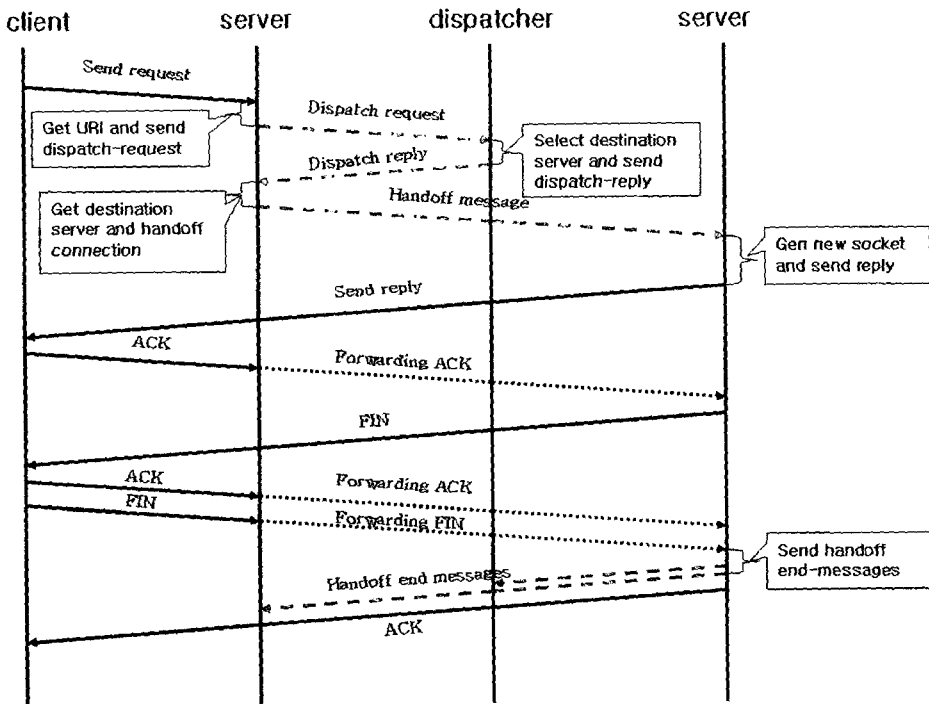 client server dispatcher server
Send request
Get URI and send
dispatch-request
Dispatch request
Select destination
server and send
dispatch-reply
Dispatch reply
Get destination
server and handoff
connection
Handoff message
Gen new socket
and send reply
Send reply
ACK
Forwarding ACK
FIN
ACK
Forwarding ACK
FIN
Forwarding FIN
Send handoff
end-messages
Handoff end messages
ACK